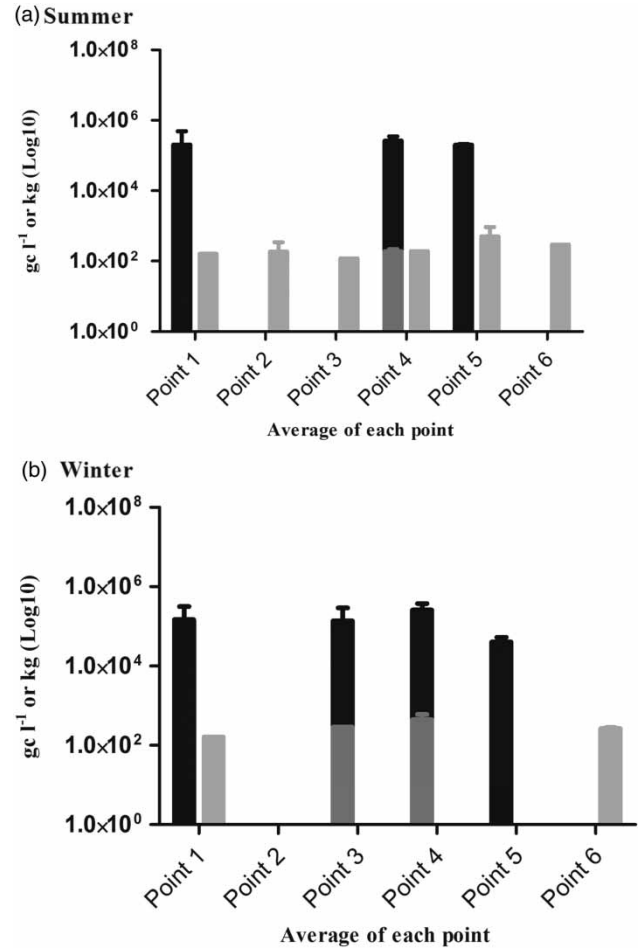 (a) Summer
1.0×10⁸
1.0×10⁶
1.0×10⁴
1.0×10²
1.0×10⁰
gc l⁻¹ or kg (Log10)
Point 1
Point 2
Point 3
Point 4
Point 5
Point 6
Average of each point
(b) Winter
1.0×10⁸
1.0×10⁶
1.0×10⁴
1.0×10²
1.0×10⁰
gc l⁻¹ or kg (Log10)
Point 1
Point 2
Point 3
Point 4
Point 5
Point 6
Average of each point